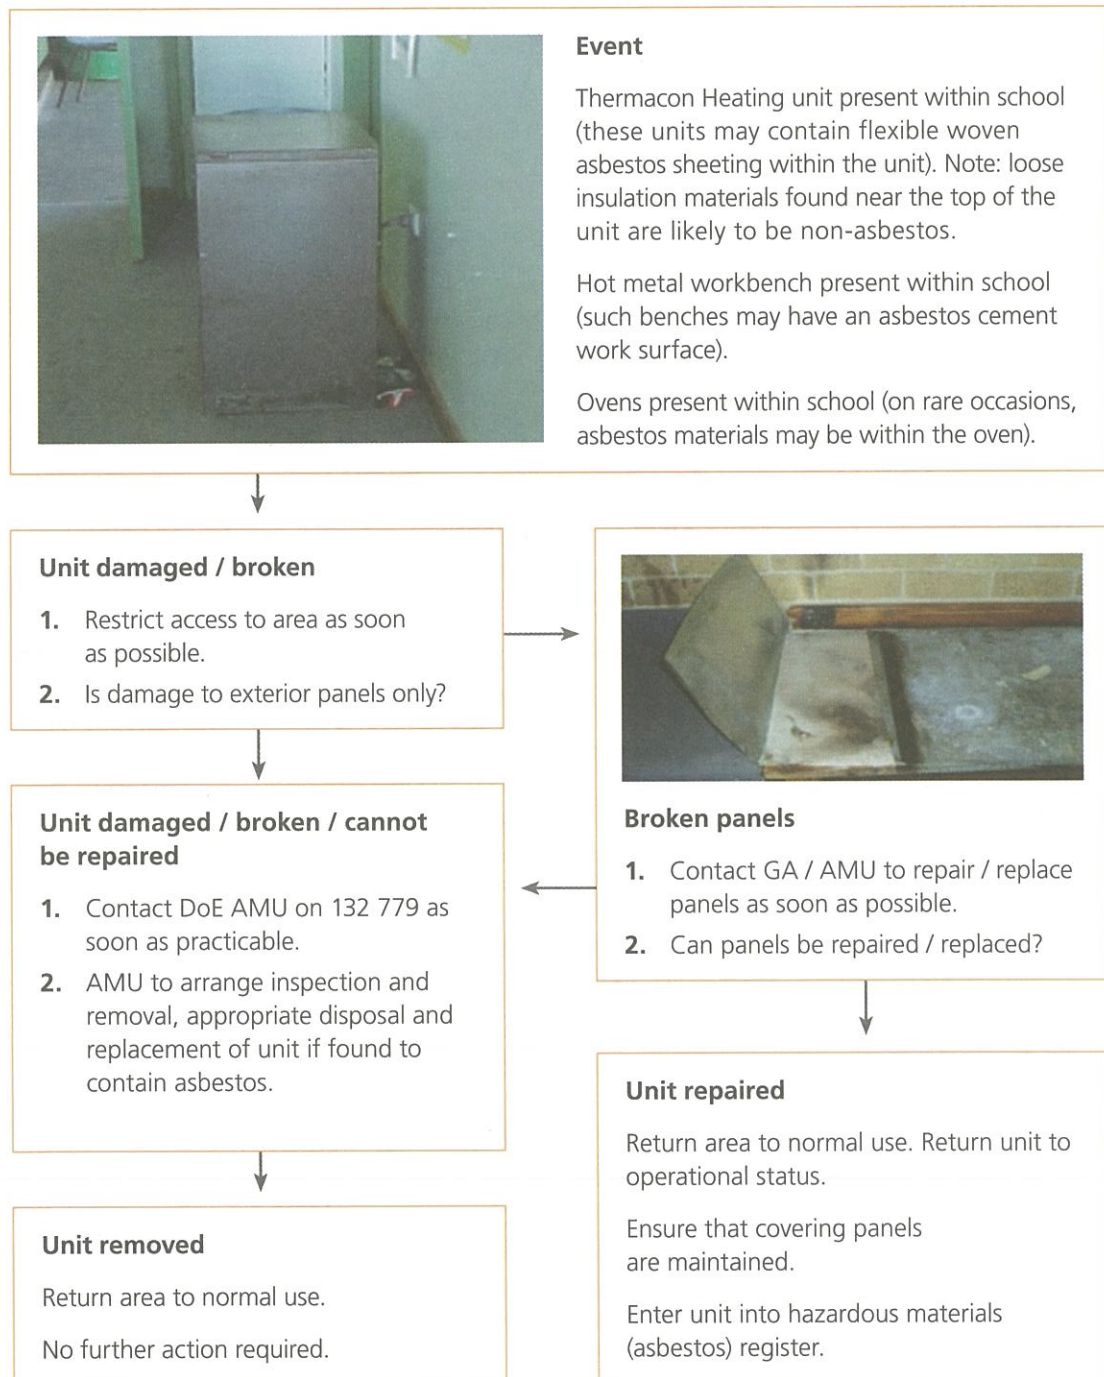 Event
Thermacon Heating unit present within school
(these units may contain flexible woven
asbestos sheeting within the unit). Note: loose
insulation materials found near the top of the
unit are likely to be non-asbestos.
Hot metal workbench present within school
(such benches may have an asbestos cement
work surface).
Ovens present within school (on rare occasions,
asbestos materials may be within the oven).
Unit damaged / broken
1. Restrict access to area as soon
as possible.
2. Is damage to exterior panels only?
Broken panels
1. Contact GA / AMU to repair / replace
panels as soon as possible.
2. Can panels be repaired / replaced?
Unit damaged / broken / cannot
be repaired
1. Contact DoE AMU on 132 779 as
soon as practicable.
2. AMU to arrange inspection and
removal, appropriate disposal and
replacement of unit if found to
contain asbestos.
Unit repaired
Return area to normal use. Return unit to
operational status.
Ensure that covering panels
are maintained.
Enter unit into hazardous materials
(asbestos) register.
Unit removed
Return area to normal use.
No further action required.